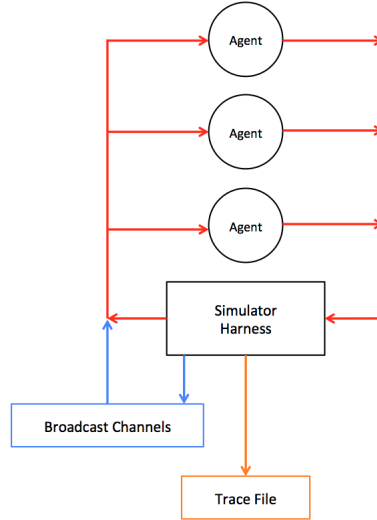 Agent
Agent
Agent
Simulator
Harness
Broadcast Channels
Trace File